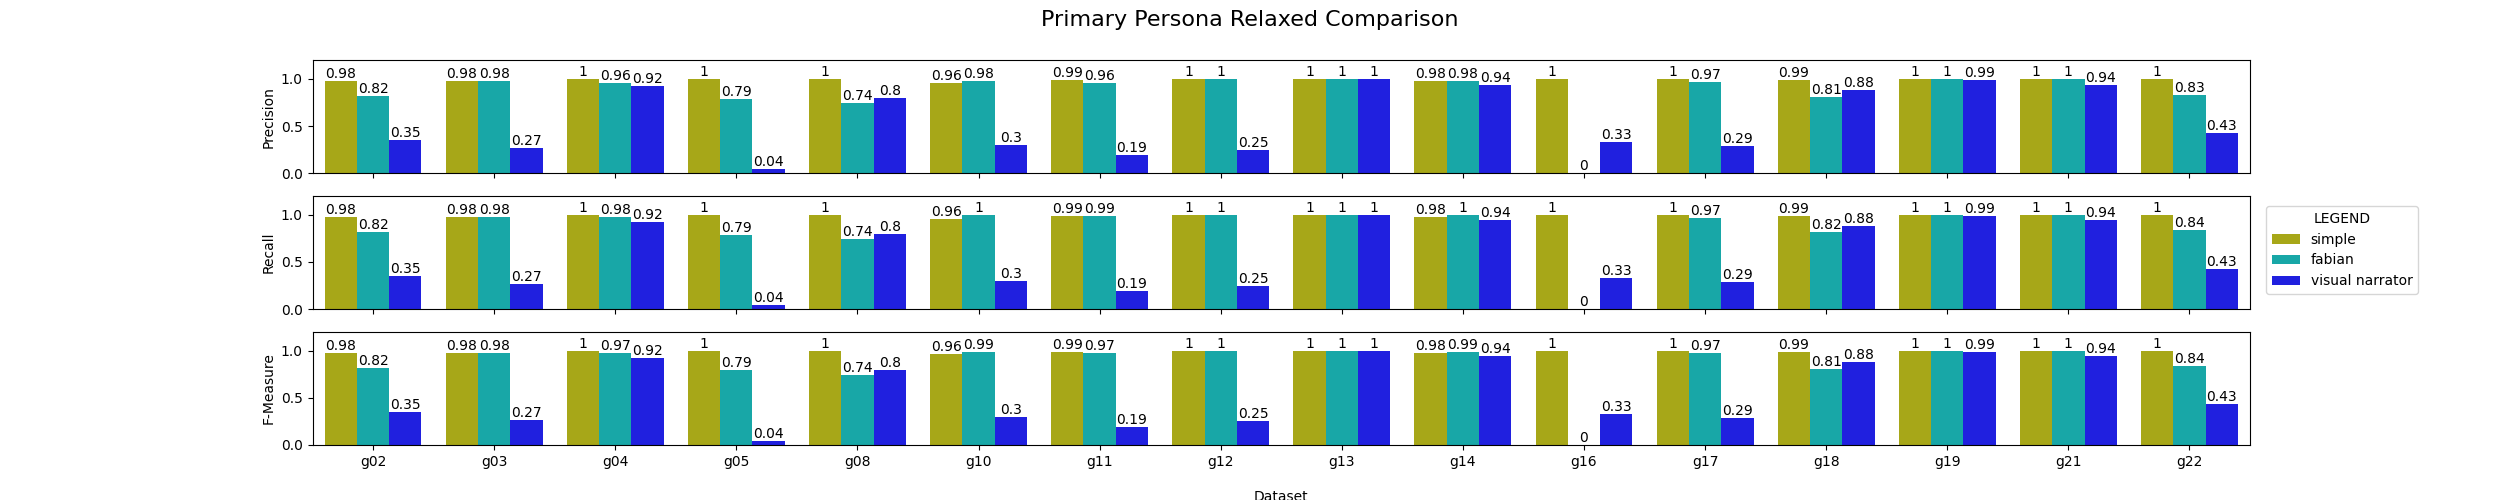 Primary Persona Relaxed Comparison
Precision
1.0
0.5
0.0
0.98 0.82 0.35 0.98 0.98 0.27 1 0.96 0.92 1 0.79 0.04 1 0.74 0.8 0.96 0.98 0.3 0.99 0.96 0.19 1 1 0.25 1 1 1 0.98 0.98 0.94 1 0 0.33 1 0.97 0.29 0.99 0.81 0.88 1 1 0.99 1 1 0.94 1 0.83 0.43
Recall
1.0
0.5
0.0
0.98 0.82 0.35 0.98 0.98 0.27 1 0.98 0.92 1 0.79 0.04 1 0.74 0.8 0.96 1 0.3 0.99 0.99 0.19 1 1 0.25 1 1 1 0.98 1 0.94 1 0 0.33 1 0.97 0.29 0.99 0.82 0.88 1 1 0.99 1 1 0.94 1 0.84 0.43
LEGEND
simple
fabian
visual narrator
F-Measure
1.0
0.5
0.0
0.98 0.82 0.35 0.98 0.98 0.27 1 0.97 0.92 1 0.79 0.04 1 0.74 0.8 0.96 0.99 0.3 0.99 0.97 0.19 1 1 0.25 1 1 1 0.98 0.99 0.94 1 0 0.33 1 0.97 0.29 0.99 0.81 0.88 1 1 0.99 1 1 0.94 1 0.84 0.43
g02 g03 g04 g05 g08 g10 g11 g12 g13 g14 g16 g17 g18 g19 g21 g22
Dataset